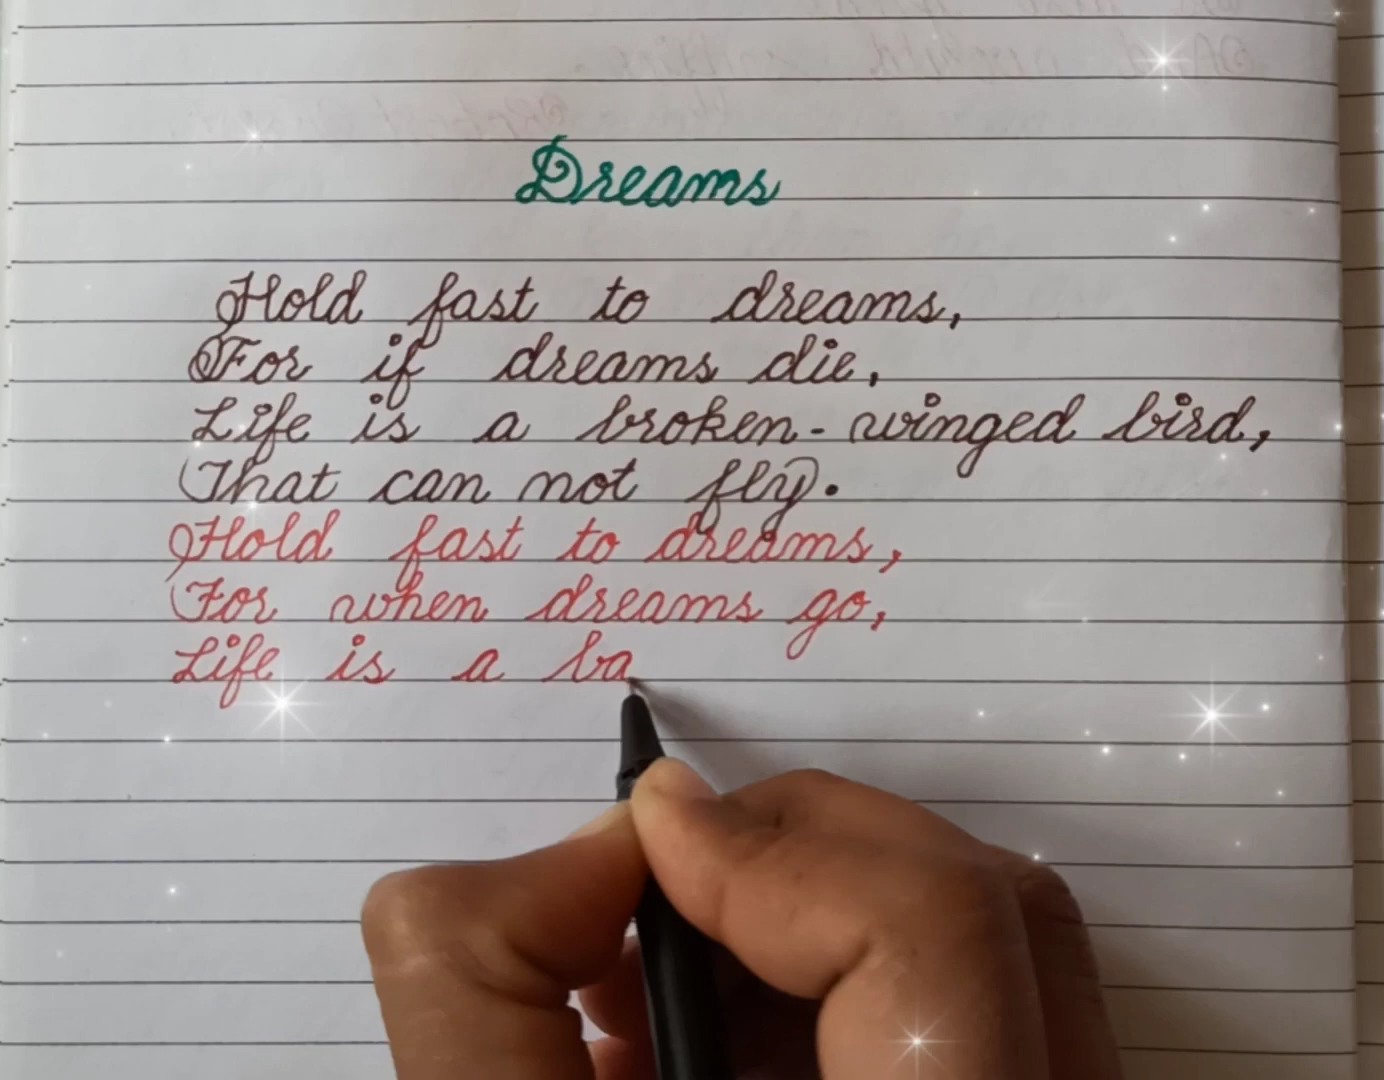 Dreams
Hold fast to dreams,
For if dreams die,
Life is a broken-winged bird,
That can not fly.
Hold fast to dreams,
For when dreams go,
Life is a ba